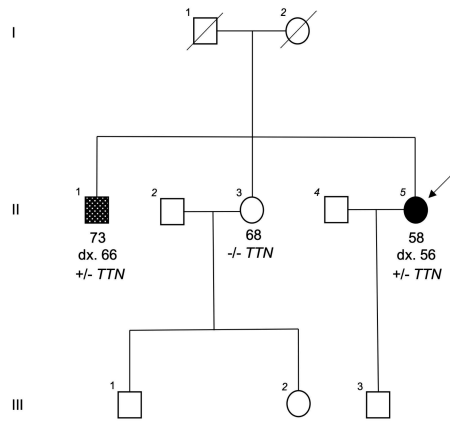 I
1
2
II
1
2
3
4
5
73
dx. 66
+/- TTN
68
-/- TTN
58
dx. 56
+/- TTN
III
1
2
3